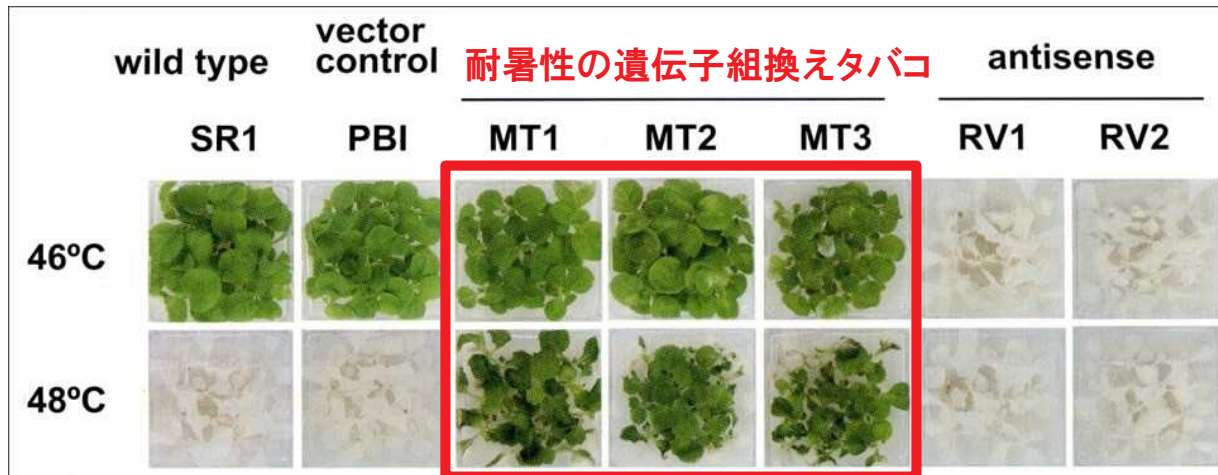 wild type
vector
control
耐暑性の遺伝子組換えタバコ
antisense
SR1 PBI MT1 MT2 MT3 RV1 RV2
46ºC
48ºC